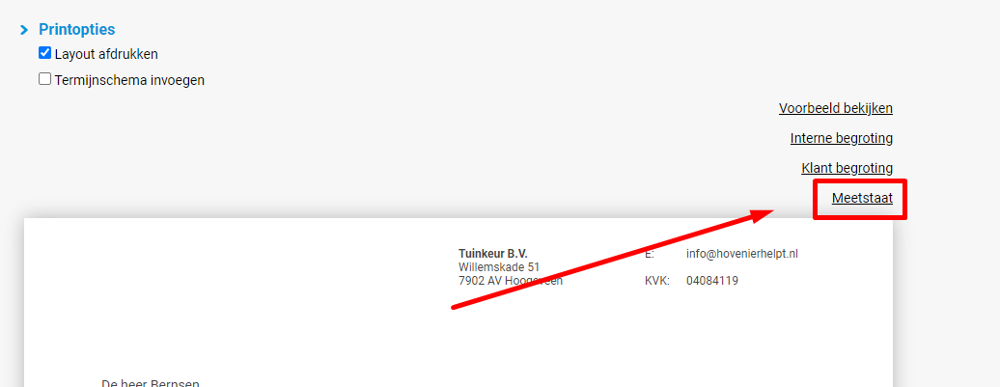 Printopties
Layout afdrukken
Termijnschema invoegen
Voorbeeld bekijken
Interne begroting
Klant begroting
Meetstaat
Tuinkeur B.V.
E:
info@hovenierhelpt.nl
Willemskade 51
7902 AV Hoogeveen
KVK:
04084119
De heer Bernsen